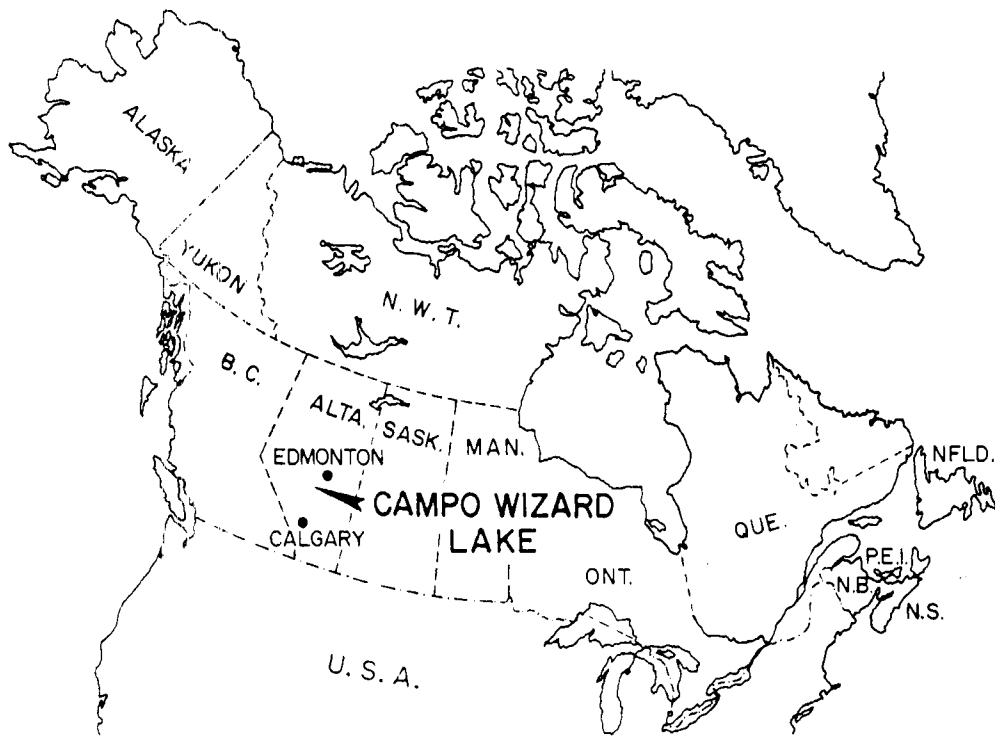 ALASKA
YUKON
N. W. T.
B. C.
ALTA.
SASK.
MAN.
EDMONTON
CAMPO WIZARD
LAKE
CALGARY
ONT.
QUE.
NFLD.
P.E.I.
N.B.
N.S.
U. S. A.